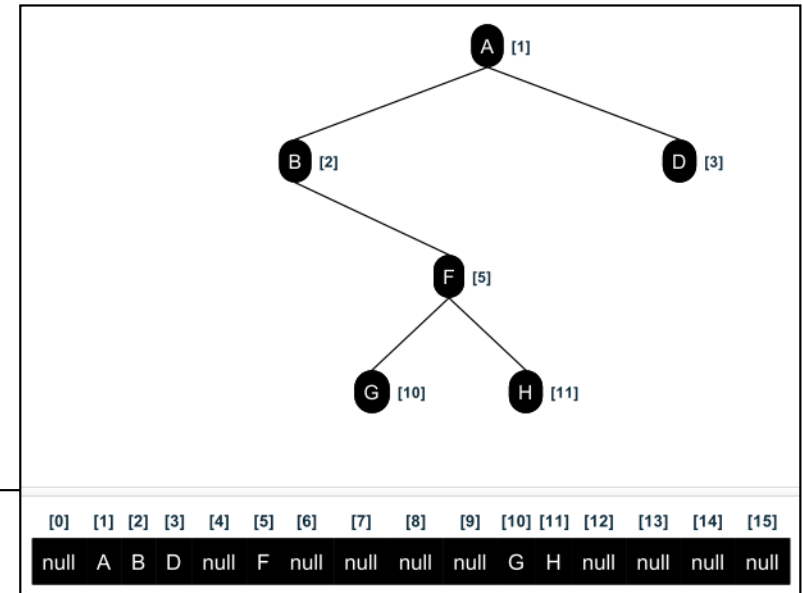 A [1]
B [2]
D [3]
F [5]
G [10]
H [11]
[0] [1] [2] [3] [4] [5] [6] [7] [8] [9] [10] [11] [12] [13] [14] [15]
null A B D null F null null null null G H null null null null